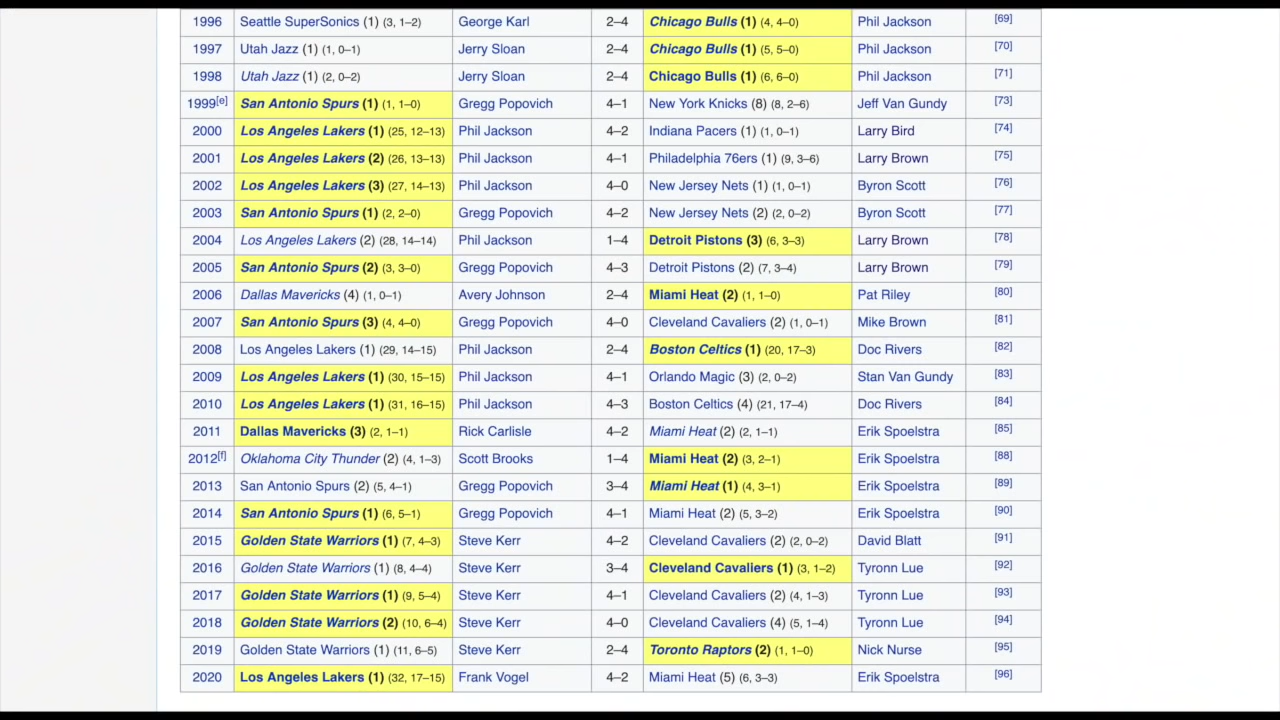 1996 Seattle SuperSonics (1) (3, 1–2) George Karl 2–4 Chicago Bulls (1) (4, 4–0) Phil Jackson [69]
1997 Utah Jazz (1) (1, 0–1) Jerry Sloan 2–4 Chicago Bulls (1) (5, 5–0) Phil Jackson [70]
1998 Utah Jazz (1) (2, 0–2) Jerry Sloan 2–4 Chicago Bulls (1) (6, 6–0) Phil Jackson [71]
1999[e] San Antonio Spurs (1) (1, 1–0) Gregg Popovich 4–1 New York Knicks (8) (8, 2–6) Jeff Van Gundy [73]
2000 Los Angeles Lakers (1) (25, 12–13) Phil Jackson 4–2 Indiana Pacers (1) (1, 0–1) Larry Bird [74]
2001 Los Angeles Lakers (2) (26, 13–13) Phil Jackson 4–1 Philadelphia 76ers (1) (9, 3–6) Larry Brown [75]
2002 Los Angeles Lakers (3) (27, 14–13) Phil Jackson 4–0 New Jersey Nets (1) (1, 0–1) Byron Scott [76]
2003 San Antonio Spurs (1) (2, 2–0) Gregg Popovich 4–2 New Jersey Nets (2) (2, 0–2) Byron Scott [77]
2004 Los Angeles Lakers (2) (28, 14–14) Phil Jackson 1–4 Detroit Pistons (3) (6, 3–3) Larry Brown [78]
2005 San Antonio Spurs (2) (3, 3–0) Gregg Popovich 4–3 Detroit Pistons (2) (7, 3–4) Larry Brown [79]
2006 Dallas Mavericks (4) (1, 0–1) Avery Johnson 2–4 Miami Heat (2) (1, 1–0) Pat Riley [80]
2007 San Antonio Spurs (3) (4, 4–0) Gregg Popovich 4–0 Cleveland Cavaliers (2) (1, 0–1) Mike Brown [81]
2008 Los Angeles Lakers (1) (29, 14–15) Phil Jackson 2–4 Boston Celtics (1) (20, 17–3) Doc Rivers [82]
2009 Los Angeles Lakers (1) (30, 15–15) Phil Jackson 4–1 Orlando Magic (3) (2, 0–2) Stan Van Gundy [83]
2010 Los Angeles Lakers (1) (31, 16–15) Phil Jackson 4–3 Boston Celtics (4) (21, 17–4) Doc Rivers [84]
2011 Dallas Mavericks (3) (2, 1–1) Rick Carlisle 4–2 Miami Heat (2) (2, 1–1) Erik Spoelstra [85]
2012[f] Oklahoma City Thunder (2) (4, 1–3) Scott Brooks 1–4 Miami Heat (2) (3, 2–1) Erik Spoelstra [88]
2013 San Antonio Spurs (2) (5, 4–1) Gregg Popovich 3–4 Miami Heat (1) (4, 3–1) Erik Spoelstra [89]
2014 San Antonio Spurs (1) (6, 5–1) Gregg Popovich 4–1 Miami Heat (2) (5, 3–2) Erik Spoelstra [90]
2015 Golden State Warriors (1) (7, 4–3) Steve Kerr 4–2 Cleveland Cavaliers (2) (2, 0–2) David Blatt [91]
2016 Golden State Warriors (1) (8, 4–4) Steve Kerr 3–4 Cleveland Cavaliers (1) (3, 1–2) Tyronn Lue [92]
2017 Golden State Warriors (1) (9, 5–4) Steve Kerr 4–1 Cleveland Cavaliers (2) (4, 1–3) Tyronn Lue [93]
2018 Golden State Warriors (2) (10, 6–4) Steve Kerr 4–0 Cleveland Cavaliers (4) (5, 1–4) Tyronn Lue [94]
2019 Golden State Warriors (1) (11, 6–5) Steve Kerr 2–4 Toronto Raptors (2) (1, 1–0) Nick Nurse [95]
2020 Los Angeles Lakers (1) (32, 17–15) Frank Vogel 4–2 Miami Heat (5) (6, 3–3) Erik Spoelstra [96]